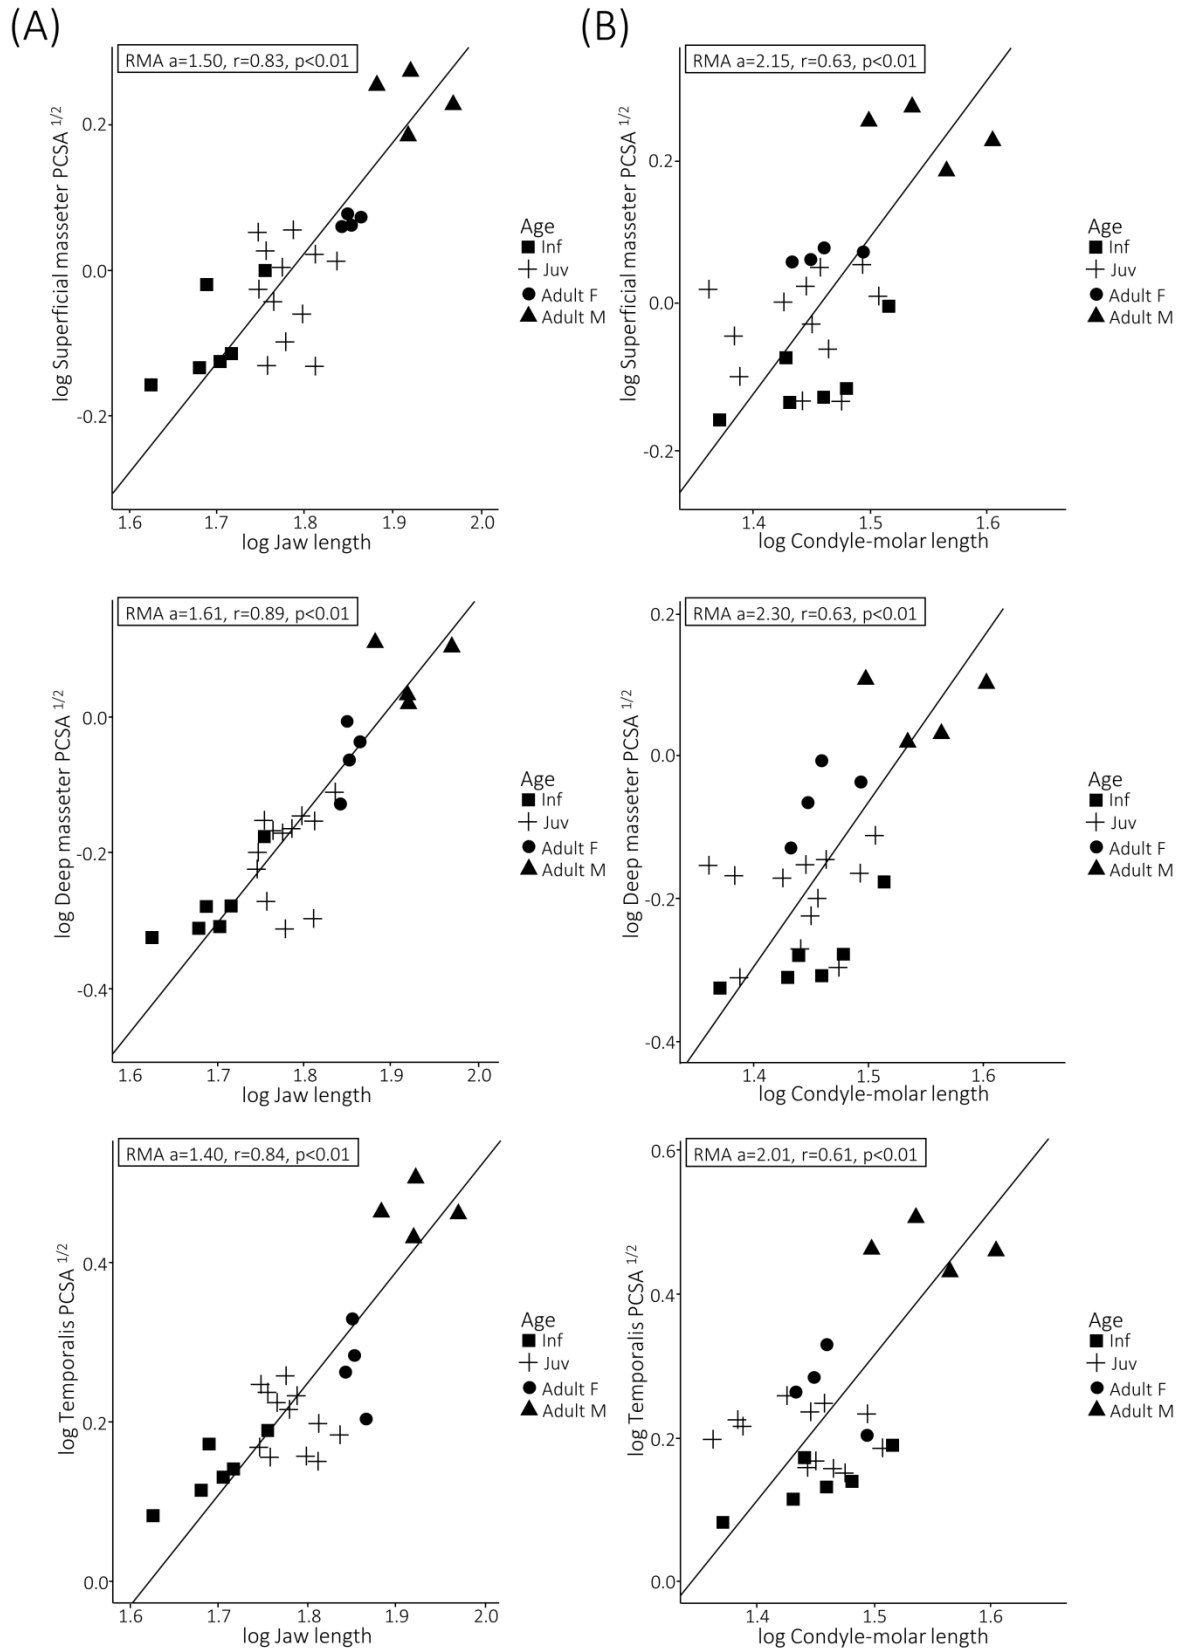 (A)
RMA a=1.50, r=0.83, p<0.01
log Superficial masseter PCSA 1/2
0.2
0.0
-0.2
1.6 1.7 1.8 1.9 2.0
log Jaw length
Age
Inf
Juv
Adult F
Adult M
(B)
RMA a=2.15, r=0.63, p<0.01
log Superficial masseter PCSA 1/2
0.2
0.0
-0.2
1.4 1.5 1.6
log Condyle-molar length
Age
Inf
Juv
Adult F
Adult M
RMA a=1.61, r=0.89, p<0.01
log Deep masseter PCSA 1/2
0.0
-0.2
-0.4
1.6 1.7 1.8 1.9 2.0
log Jaw length
Age
Inf
Juv
Adult F
Adult M
RMA a=2.30, r=0.63, p<0.01
log Deep masseter PCSA 1/2
0.2
0.0
-0.2
-0.4
1.4 1.5 1.6
log Condyle-molar length
Age
Inf
Juv
Adult F
Adult M
RMA a=1.40, r=0.84, p<0.01
log Temporalis PCSA 1/2
0.4
0.2
0.0
1.6 1.7 1.8 1.9 2.0
log Jaw length
Age
Inf
Juv
Adult F
Adult M
RMA a=2.01, r=0.61, p<0.01
log Temporalis PCSA 1/2
0.6
0.4
0.2
0.0
1.4 1.5 1.6
log Condyle-molar length
Age
Inf
Juv
Adult F
Adult M